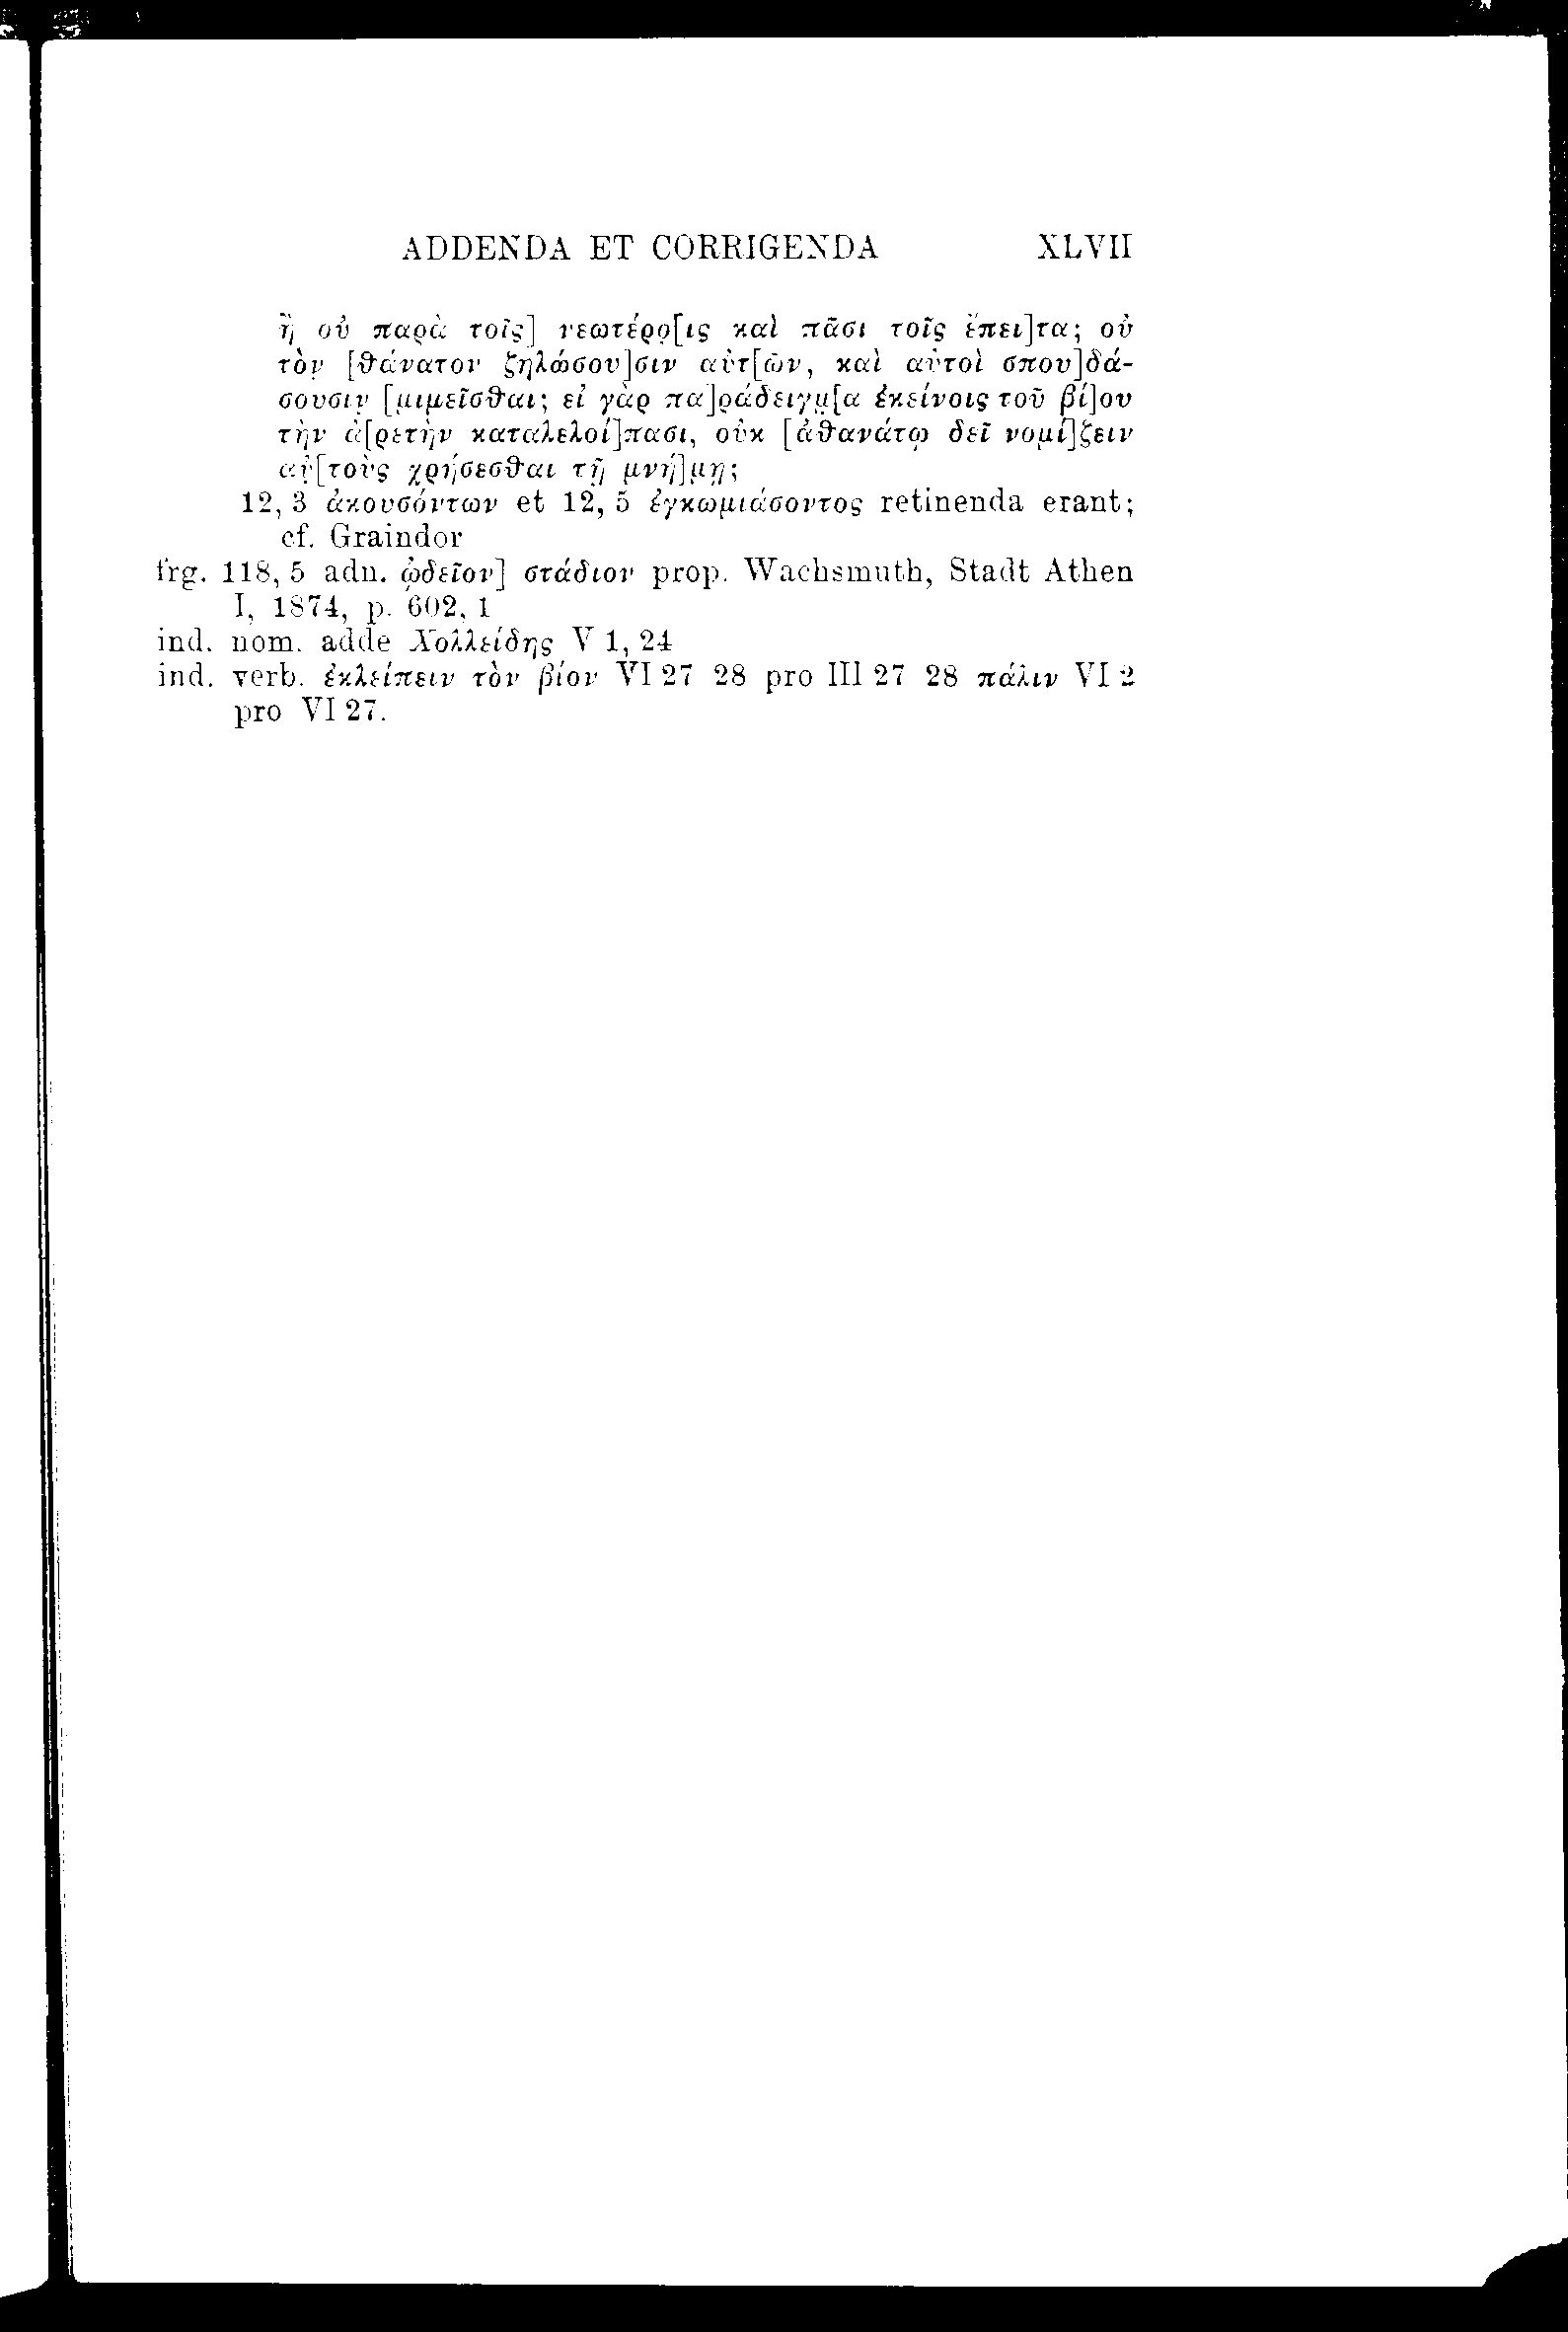 ADDENDA ET CORRIGENDA XLVII
ἢ οὐ παρὰ τοῖς] νεωτέρο̣[ις καὶ πᾶσι τοῖς ἔπει]τα; οὐ
τὸν̣ [θάνατον ζηλώσου]σιν αὐτ[ῶν, καὶ αὐτοὶ σπου]δά-
σουσιν̣ [μιμεῖσθαι; εἰ γὰρ πα]ράδειγμ̣[α ἐκείνοις τοῦ βί]ου
τὴν ἀ[ρετὴν καταλελοί]πασι, οὐκ [ἀθανάτῳ δεῖ νομί]ζειν
αὐ̣[τοὺς χρήσεσθαι τῇ μνή]μ̣ῃ;
12, 3 ἀκουσόντων et 12, 5 ἐγκωμιάσοντος retinenda erant;
cf. Graindor
frg. 118, 5 adn. ᾠδεῖον] στάδιον prop. Wachsmuth, Stadt Athen
I, 1874, p. 602, 1
ind. nom. adde Χολλείδης V 1, 24
ind. verb. ἐκλείπειν τὸν βίον VI 27 28 pro III 27 28 πάλιν VI 2
pro VI 27.